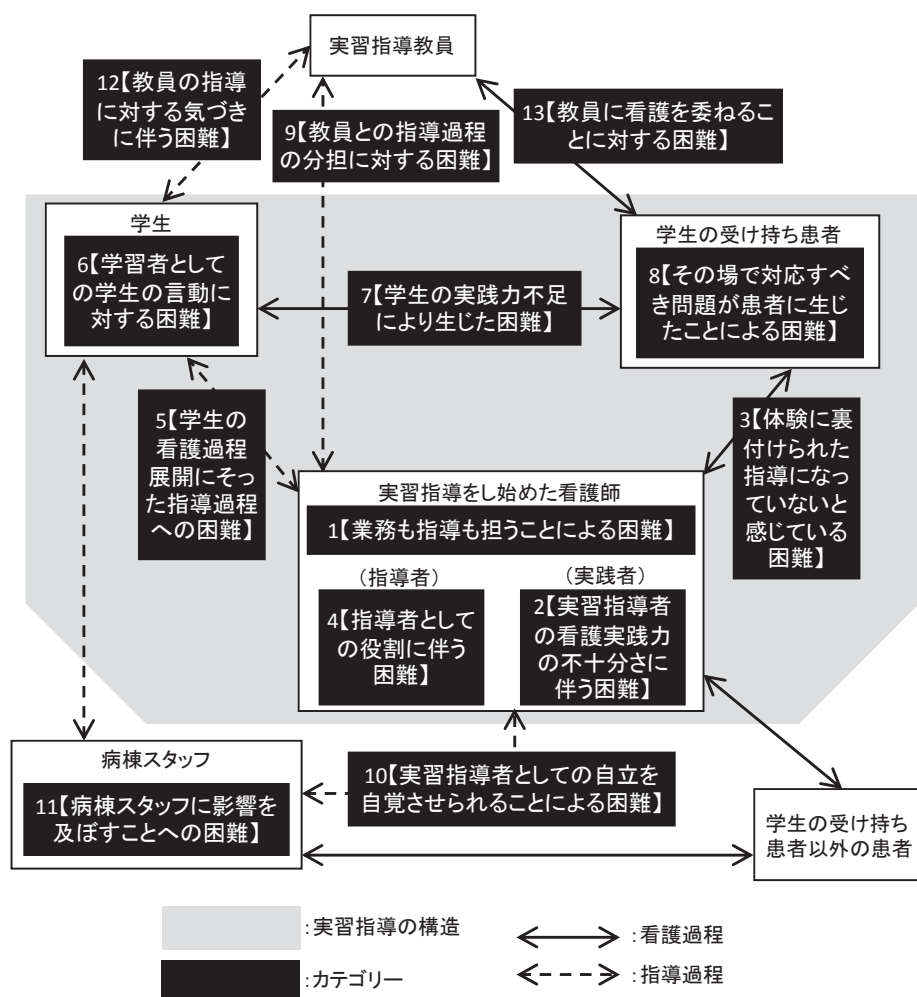 実習指導教員
12【教員の指導
に対する気づき
に伴う困難】
9【教員との指導過程
の分担に対する困難】
13【教員に看護を委ねるこ
とに対する困難】
学生
6【学習者としての
の学生の言動に
対する困難】
7【学生の実践力不足
により生じた困難】
学生の受け持ち患者
8【その場で対応すべ
き問題が患者に生じ
たことによる困難】
5【学生の
看護過程
展開にそっ
た指導過程
への困難】
3【体験に裏
付けられた
指導になっ
ていないと
感じている
困難】
実習指導をし始めた看護師
1【業務も指導も担うことによる困難】
（指導者）
4【指導者として
の役割に伴う
困難】
（実践者）
2【実習指導者
の看護実践力
の不十分さに
伴う困難】
病棟スタッフ
11【病棟スタッフに影響を
及ぼすことへの困難】
10【実習指導者としての自立を
自覚させられることによる困難】
学生の受け持ち
患者以外の患者
：実習指導の構造
：看護過程
：カテゴリー
：指導過程